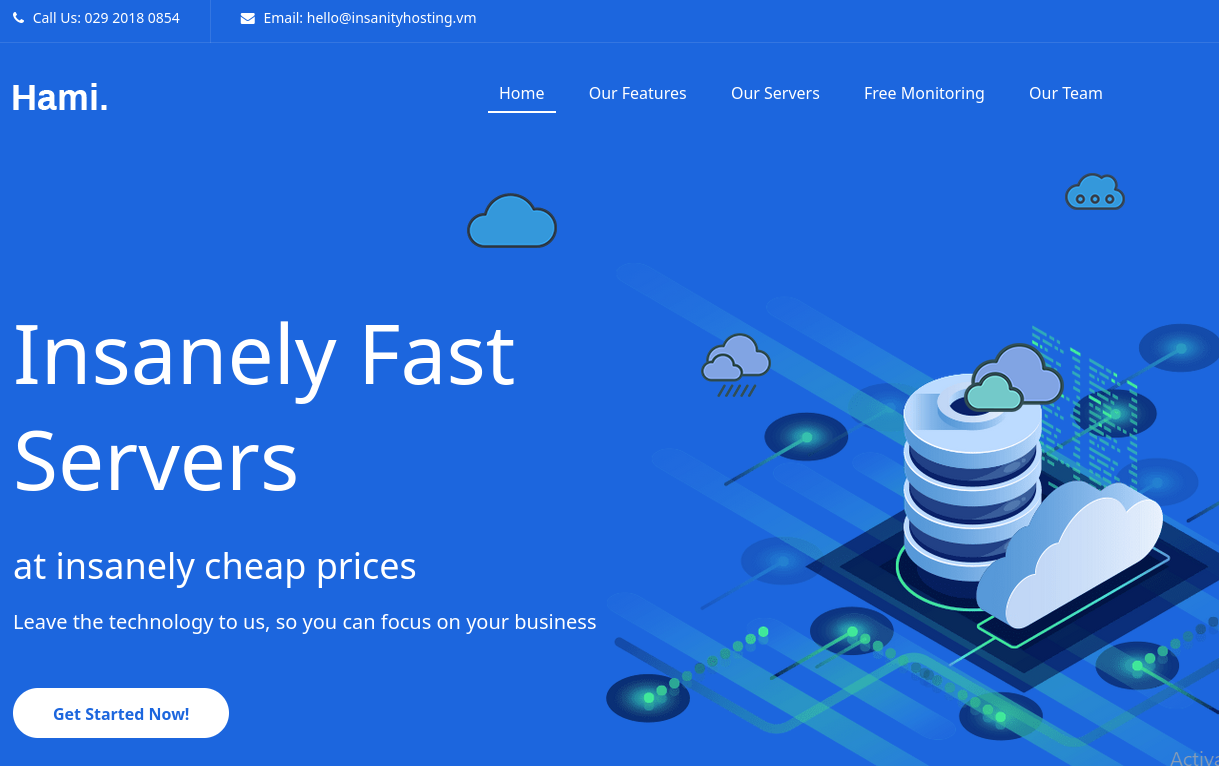 Call Us: 029 2018 0854 Email: hello@insanityhosting.vm
Hami. Home Our Features Our Servers Free Monitoring Our Team
Insanely Fast
Servers
at insanely cheap prices
Leave the technology to us, so you can focus on your business
Get Started Now!